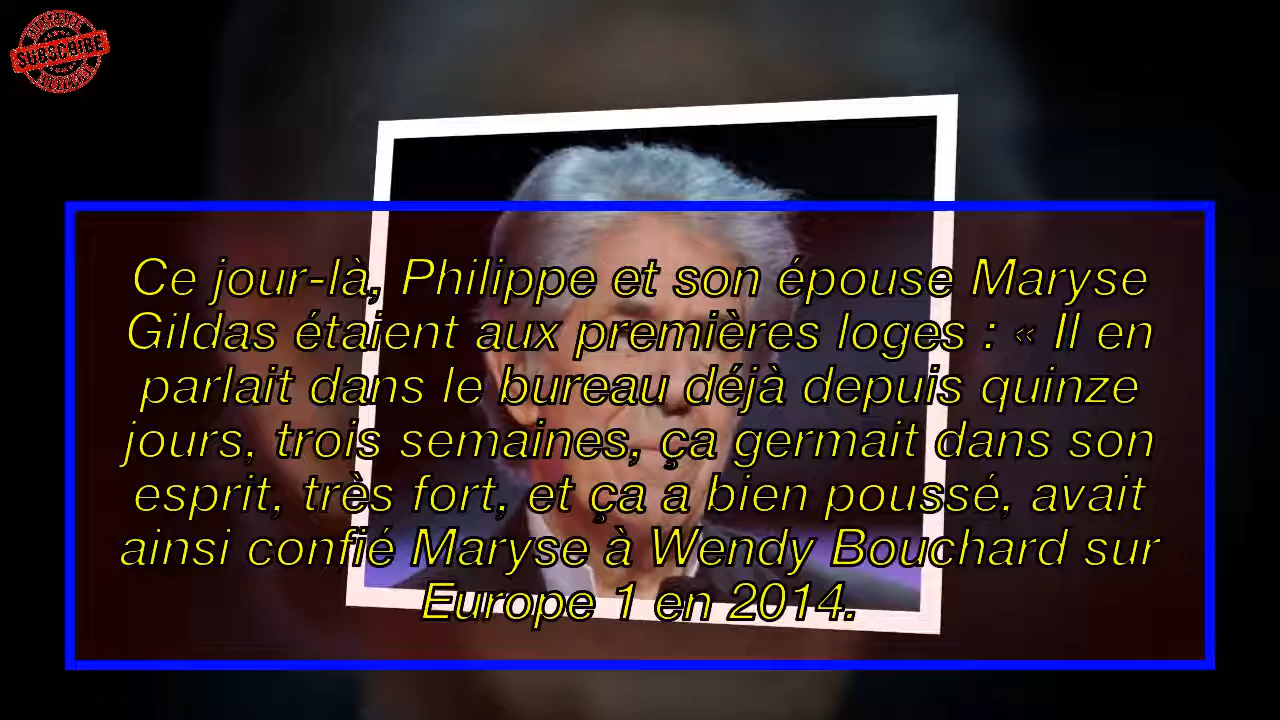 SUBSCRIBE
SUBSCRIBE
SUBSCRIBE
Ce jour-là, Philippe et son épouse Maryse
Gildas étaient aux premières loges : « Il en
parlait dans le bureau déjà depuis quinze
jours, trois semaines, ça germait dans son
esprit, très fort, et ça a bien poussé, avait
ainsi confié Maryse à Wendy Bouchard sur
Europe 1 en 2014.